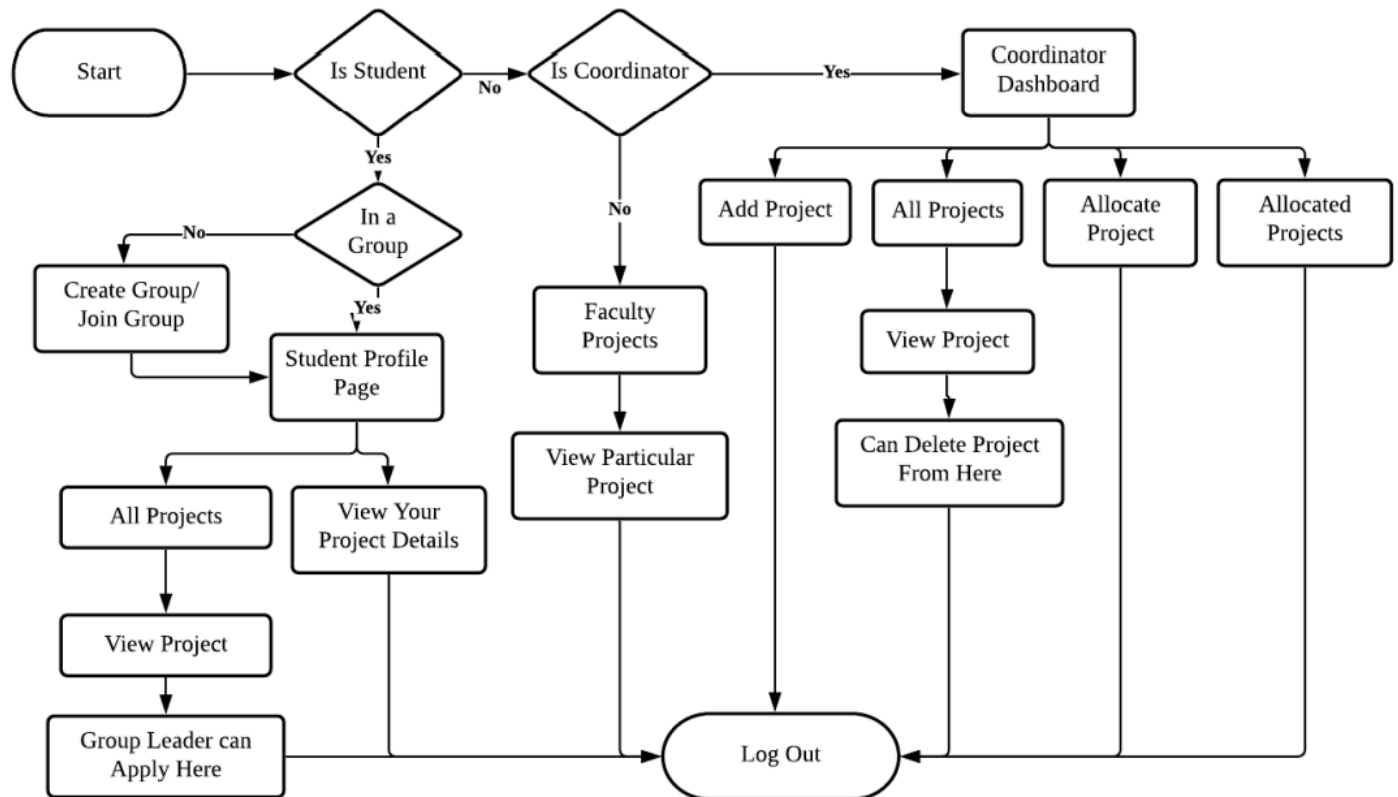 Start
Is Student
No
Is Coordinator
Yes
Coordinator
Dashboard
Yes
In a
Group
No
Create Group/
Join Group
Yes
Student Profile
Page
All Projects
View Your
Project Details
View Project
Group Leader can
Apply Here
No
Faculty
Projects
View Particular
Project
Add Project
All Projects
Allocate
Project
Allocated
Projects
View Project
Can Delete Project
From Here
Log Out